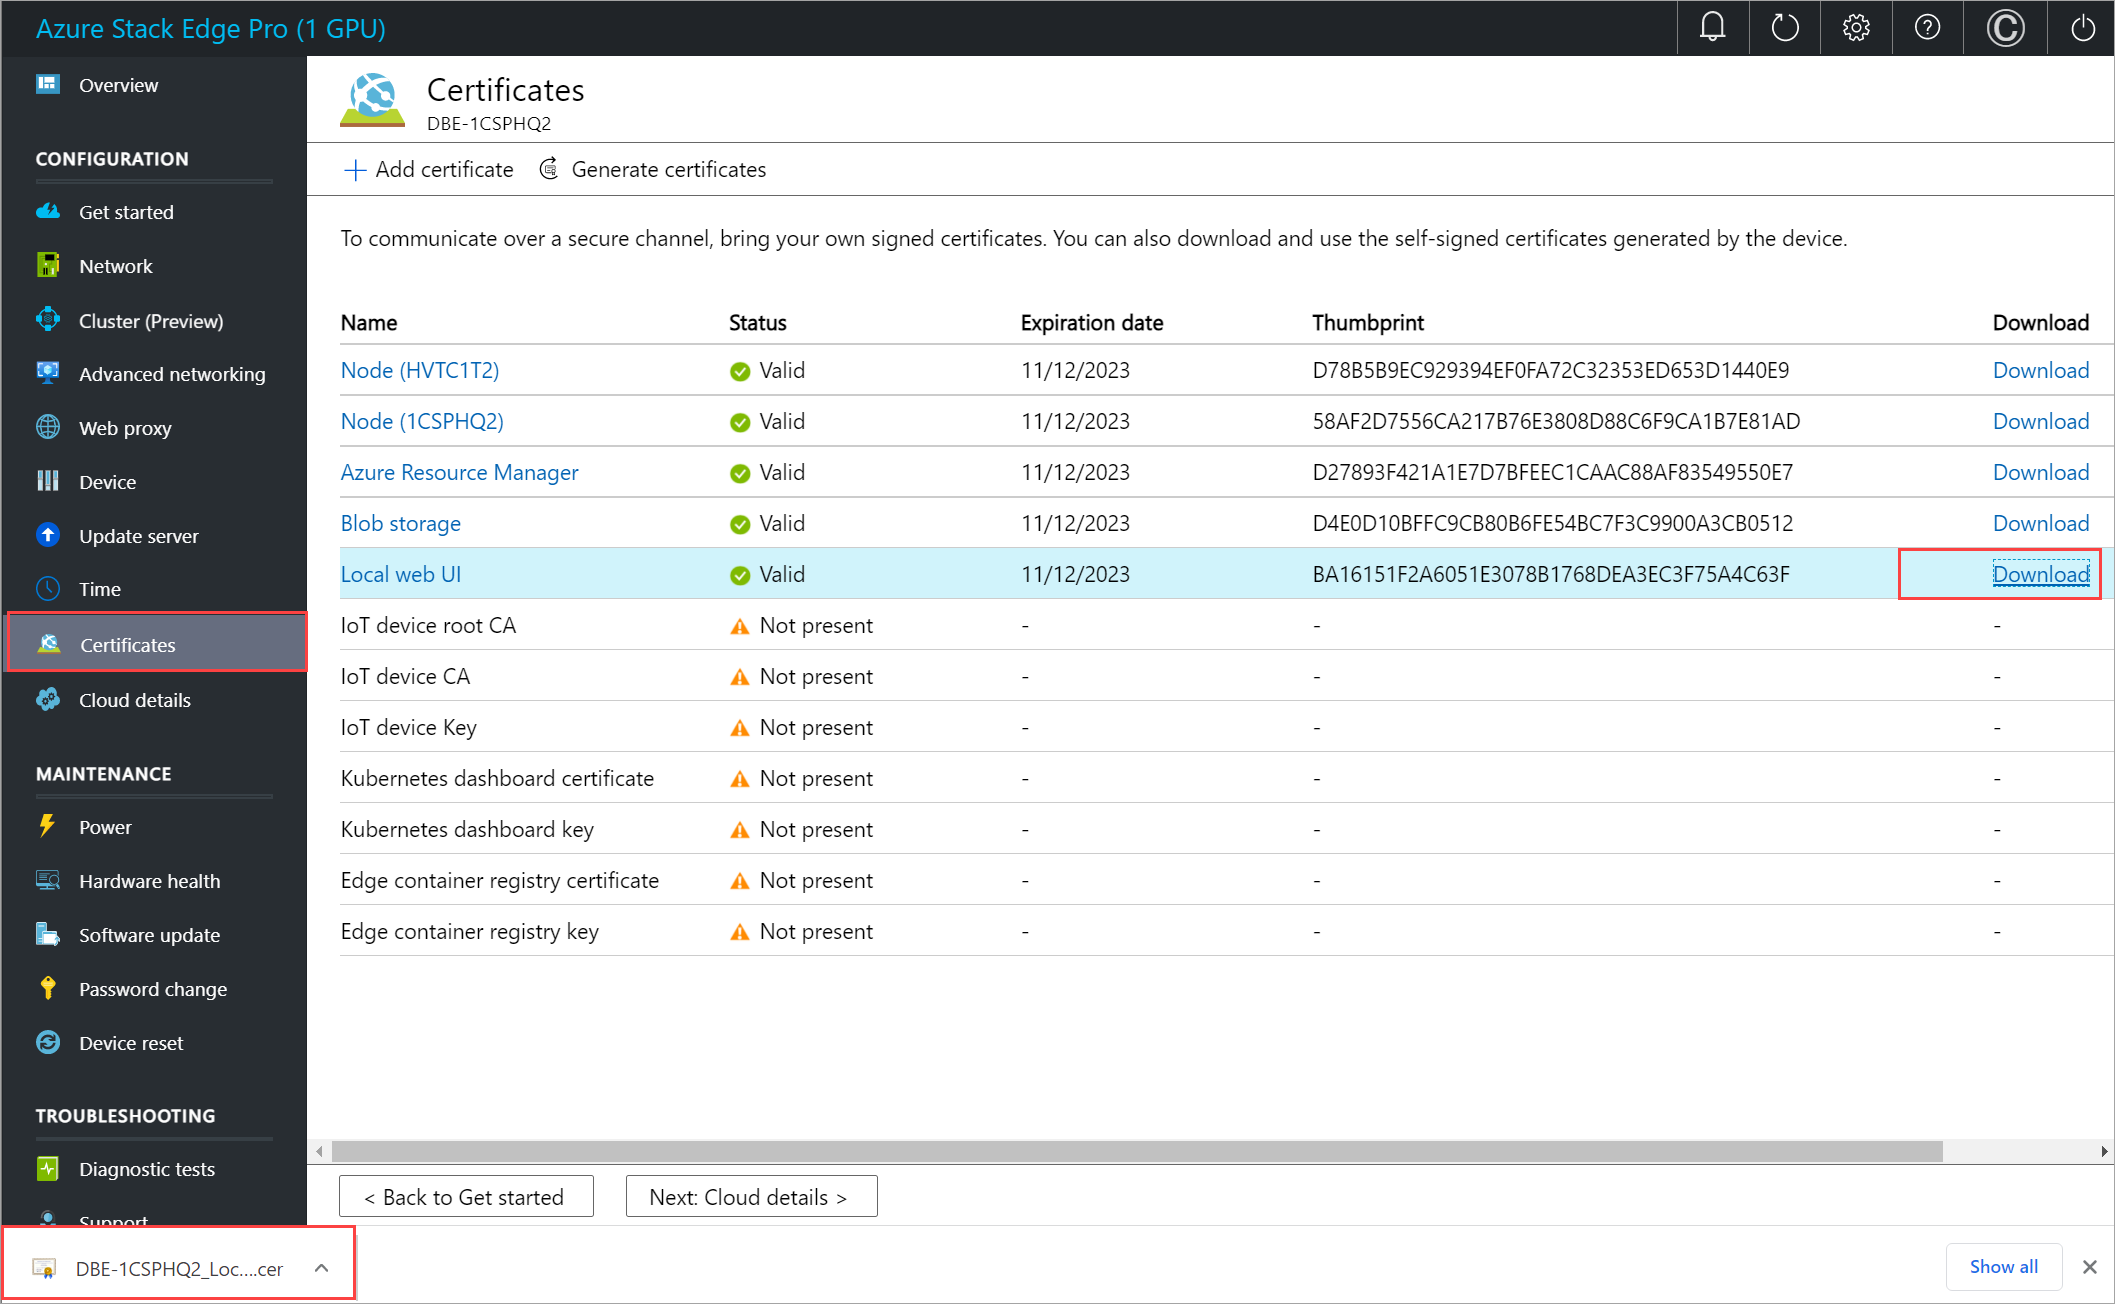 Azure Stack Edge Pro (1 GPU)
Overview
CONFIGURATION
Get started
Network
Cluster (Preview)
Advanced networking
Web proxy
Device
Update server
Time
Certificates
Cloud details
MAINTENANCE
Power
Hardware health
Software update
Password change
Device reset
TROUBLESHOOTING
Diagnostic tests
Support
Certificates
DBE-1CSPHQ2
Add certificate Generate certificates
To communicate over a secure channel, bring your own signed certificates. You can also download and use the self-signed certificates generated by the device.
Name Status Expiration date Thumbprint Download
Node (HVTC1T2) Valid 11/12/2023 D78B5B9EC929394EF0FA72C32353ED653D1440E9 Download
Node (1CSPHQ2) Valid 11/12/2023 58AF2D7556CA217B76E3808D88C6F9CA1B7E81AD Download
Azure Resource Manager Valid 11/12/2023 D27893F421A1E7D7BFEEC1CAAC88AF83549550E7 Download
Blob storage Valid 11/12/2023 D4E0D10BFFC9CB80B6FE54BC7F3C9900A3CB0512 Download
Local web UI Valid 11/12/2023 BA16151F2A6051E3078B1768DEA3EC3F75A4C63F Download
IoT device root CA Not present - - -
IoT device CA Not present - - -
IoT device Key Not present - - -
Kubernetes dashboard certificate Not present - - -
Kubernetes dashboard key Not present - - -
Edge container registry certificate Not present - - -
Edge container registry key Not present - - -
< Back to Get started Next: Cloud details >
DBE-1CSPHQ2_Loc....cer Show all